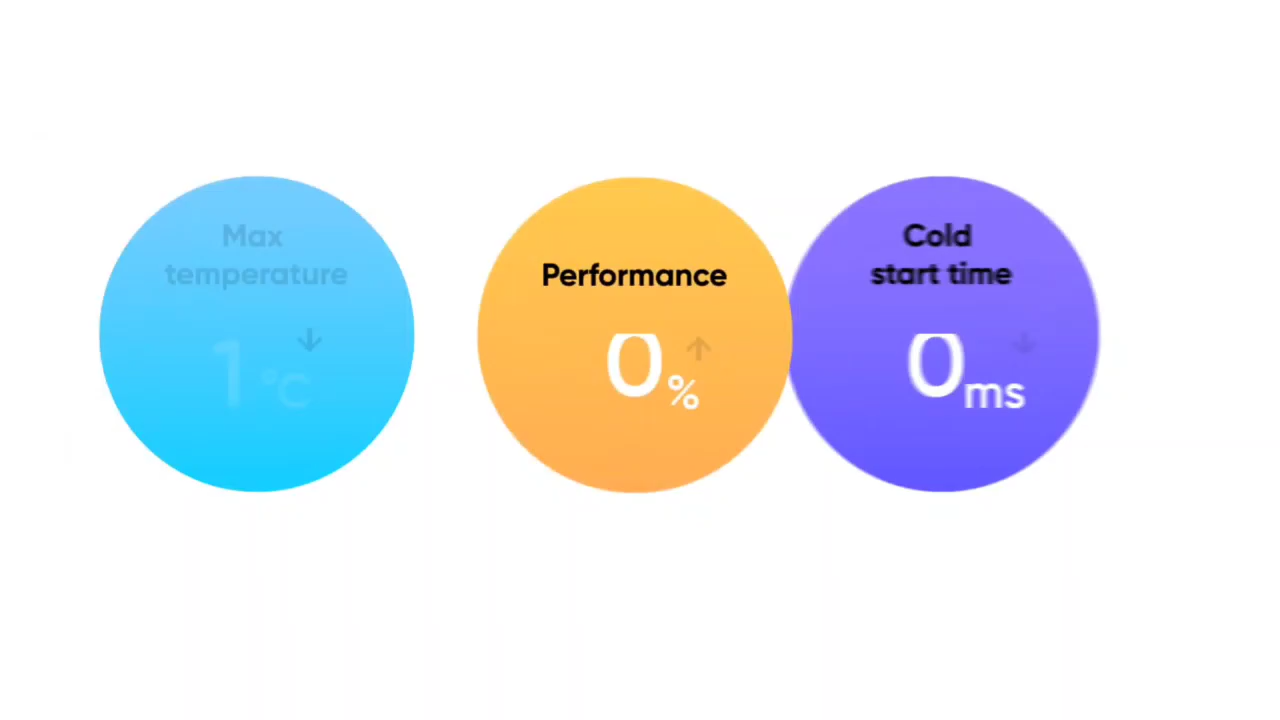 Max
temperature
1 °C
Performance
0%
Cold
start time
0ms